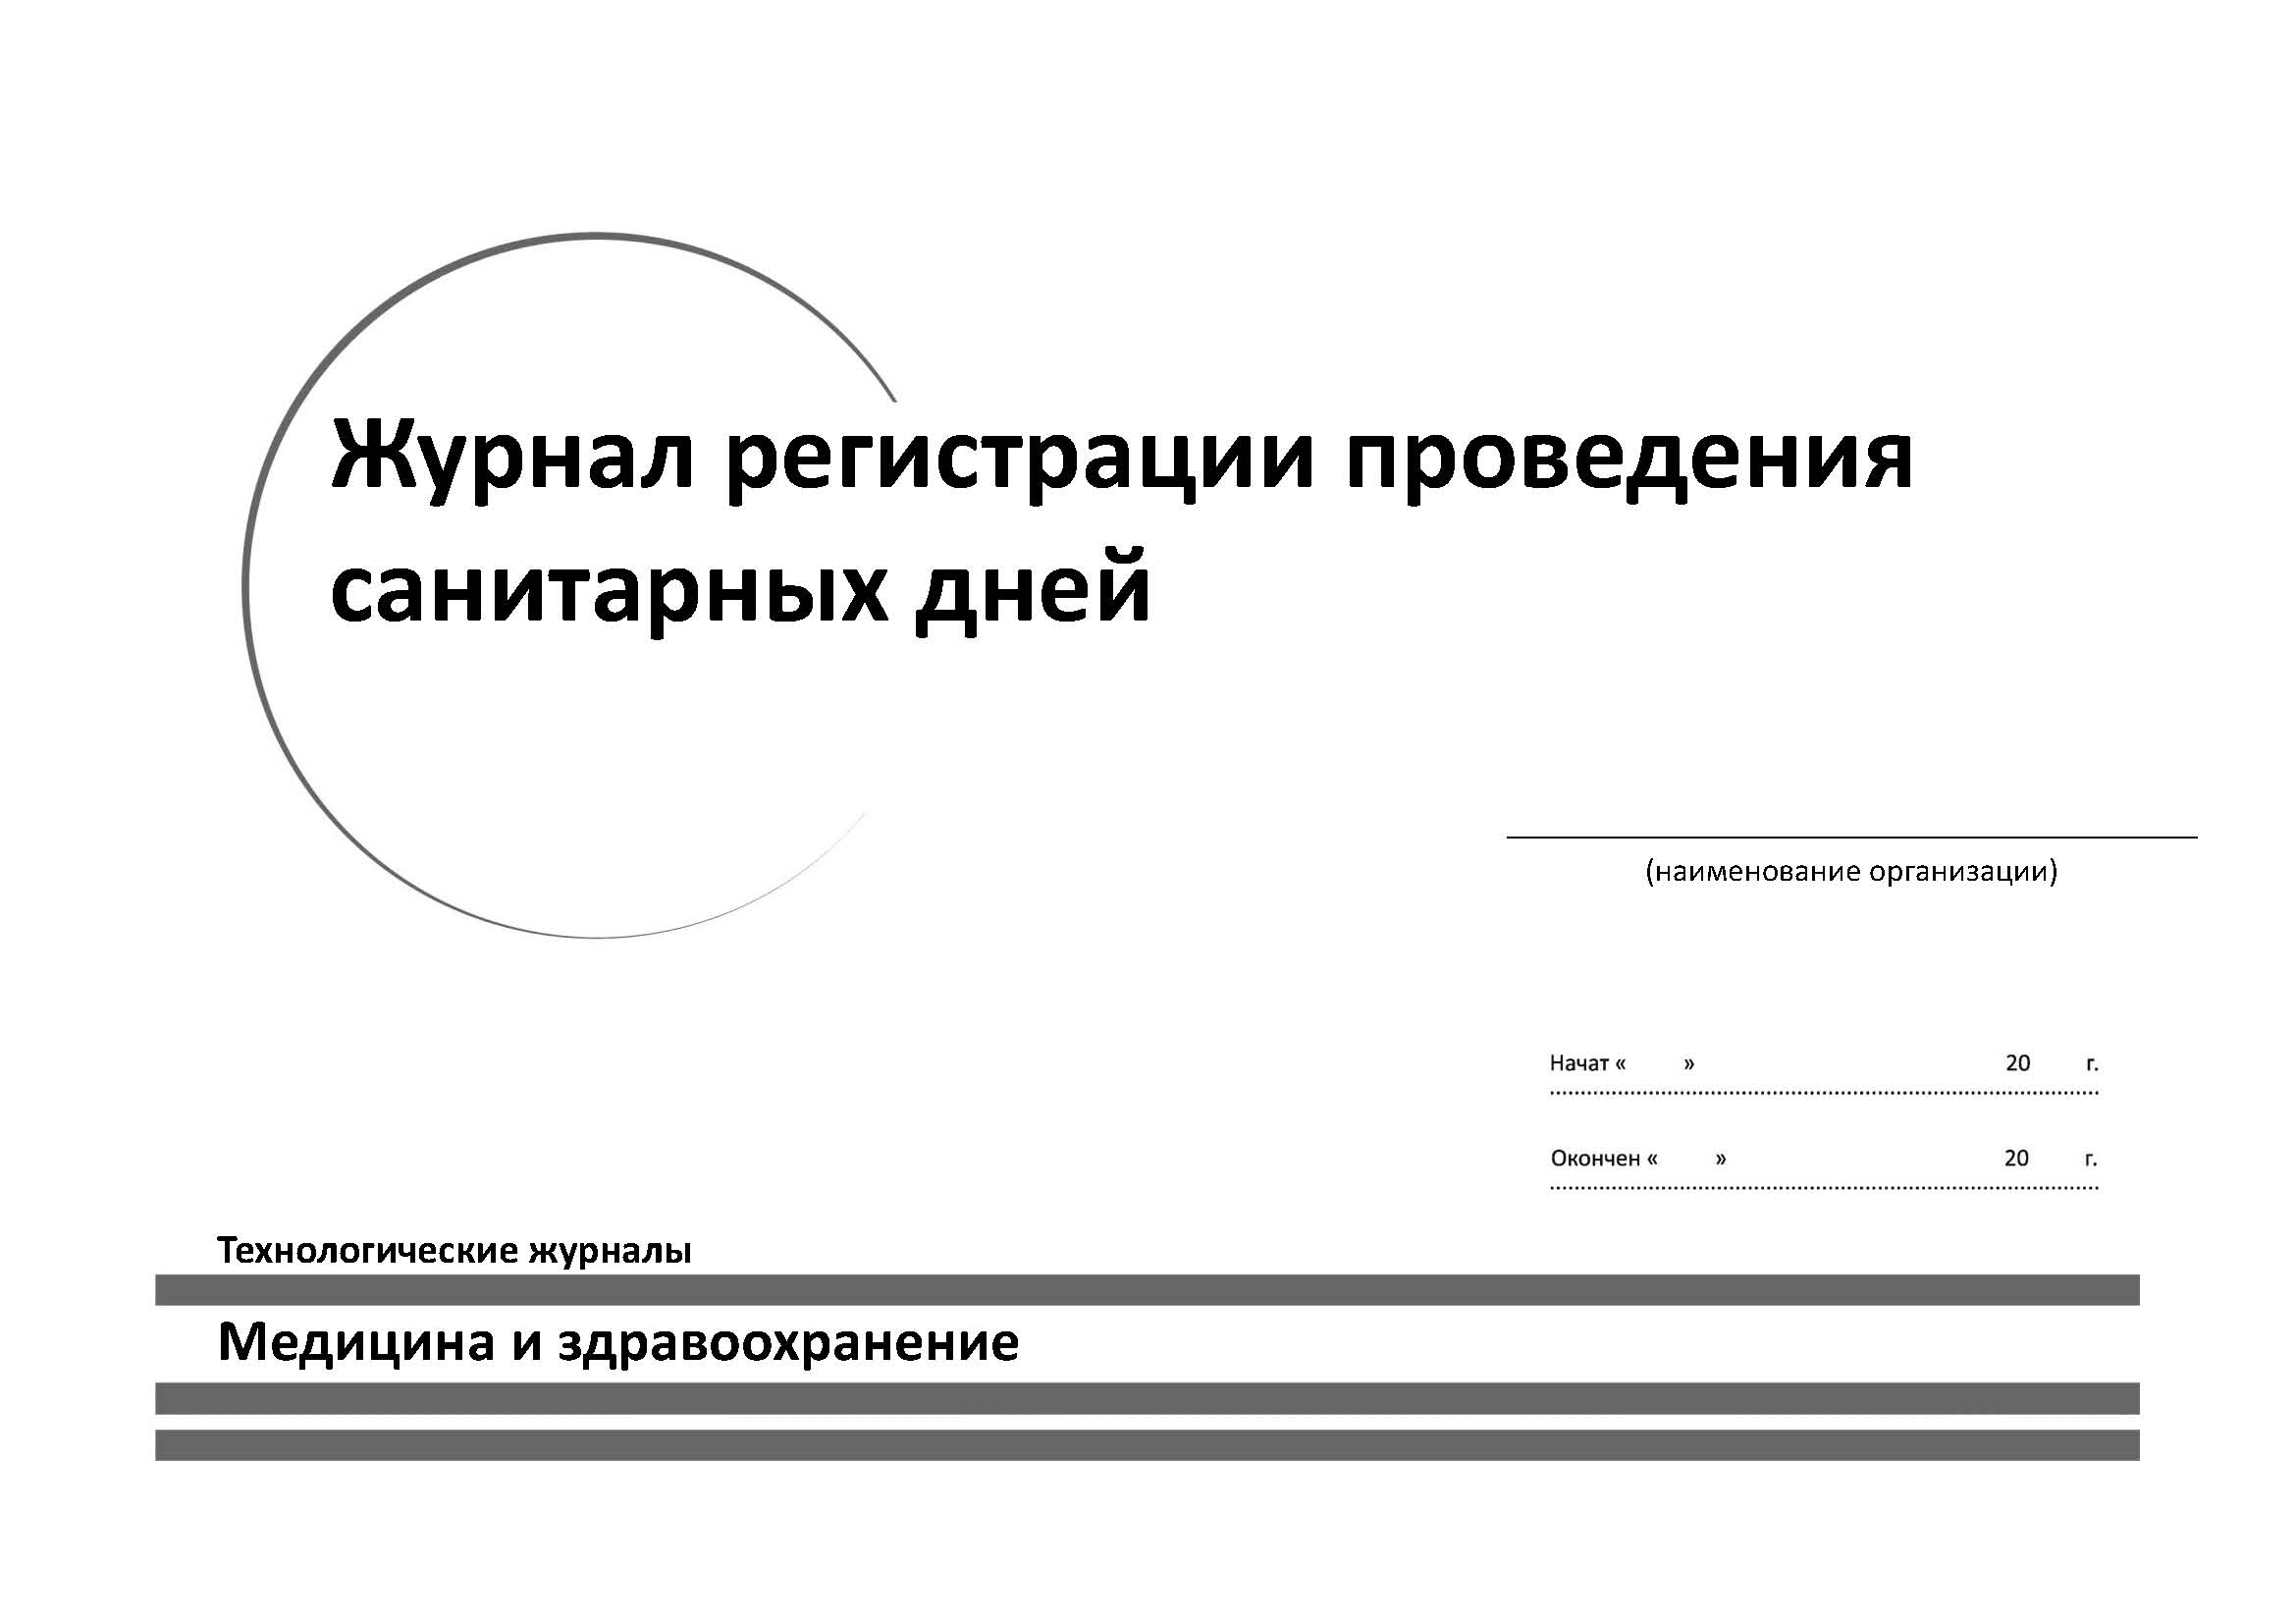 Журнал регистрации проведения
санитарных дней
(наименование организации)
Начат « » 20 г.
Окончен « » 20 г.
Технологические журналы
Медицина и здравоохранение